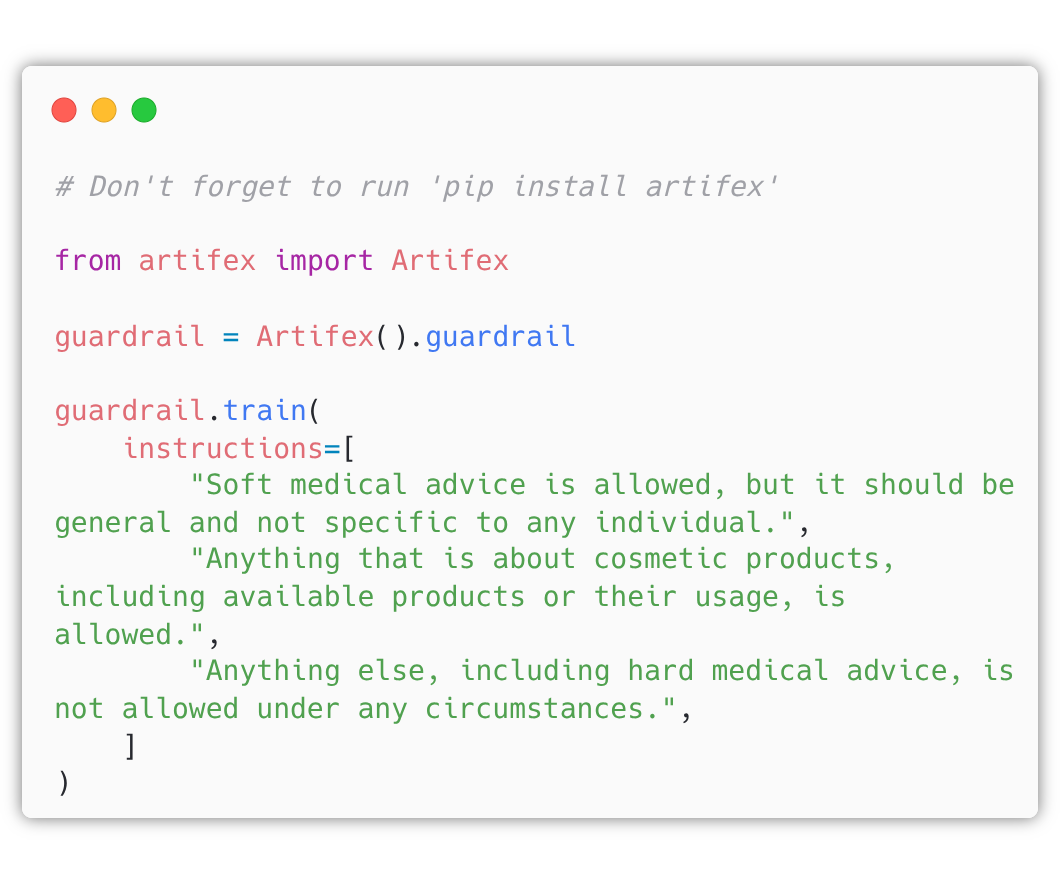 # Don't forget to run 'pip install artifex'
from artifex import Artifex
guardrail = Artifex().guardrail
guardrail.train(
    instructions=[
        "Soft medical advice is allowed, but it should be
general and not specific to any individual.",
        "Anything that is about cosmetic products,
including available products or their usage, is
allowed.",
        "Anything else, including hard medical advice, is
not allowed under any circumstances.",
    ]
)